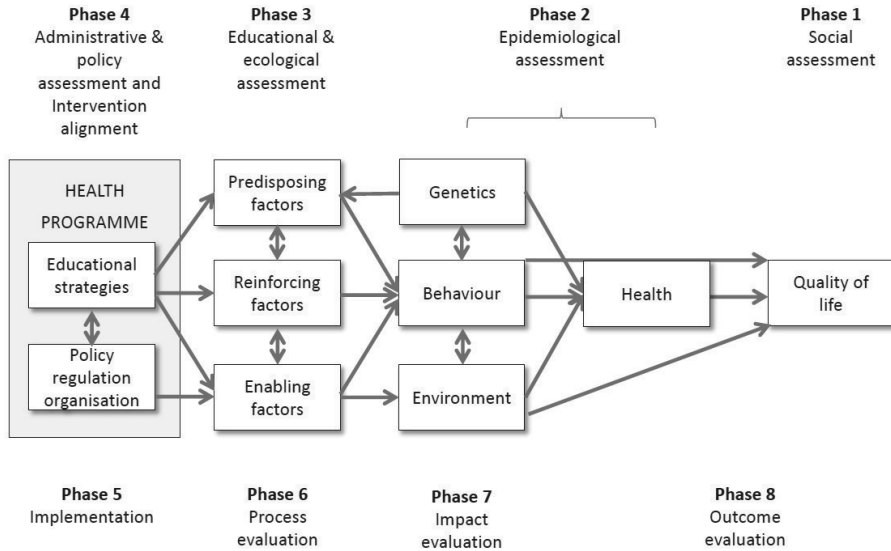 Phase 4
Administrative &
policy
assessment and
Intervention
alignment
Phase 3
Educational &
ecological
assessment
Phase 2
Epidemiological
assessment
Phase 1
Social
assessment
HEALTH
PROGRAMME
Educational
strategies
Policy
regulation
organisation
Predisposing
factors
Reinforcing
factors
Enabling
factors
Genetics
Behaviour
Environment
Health
Quality of
life
Phase 5
Implementation
Phase 6
Process
evaluation
Phase 7
Impact
evaluation
Phase 8
Outcome
evaluation